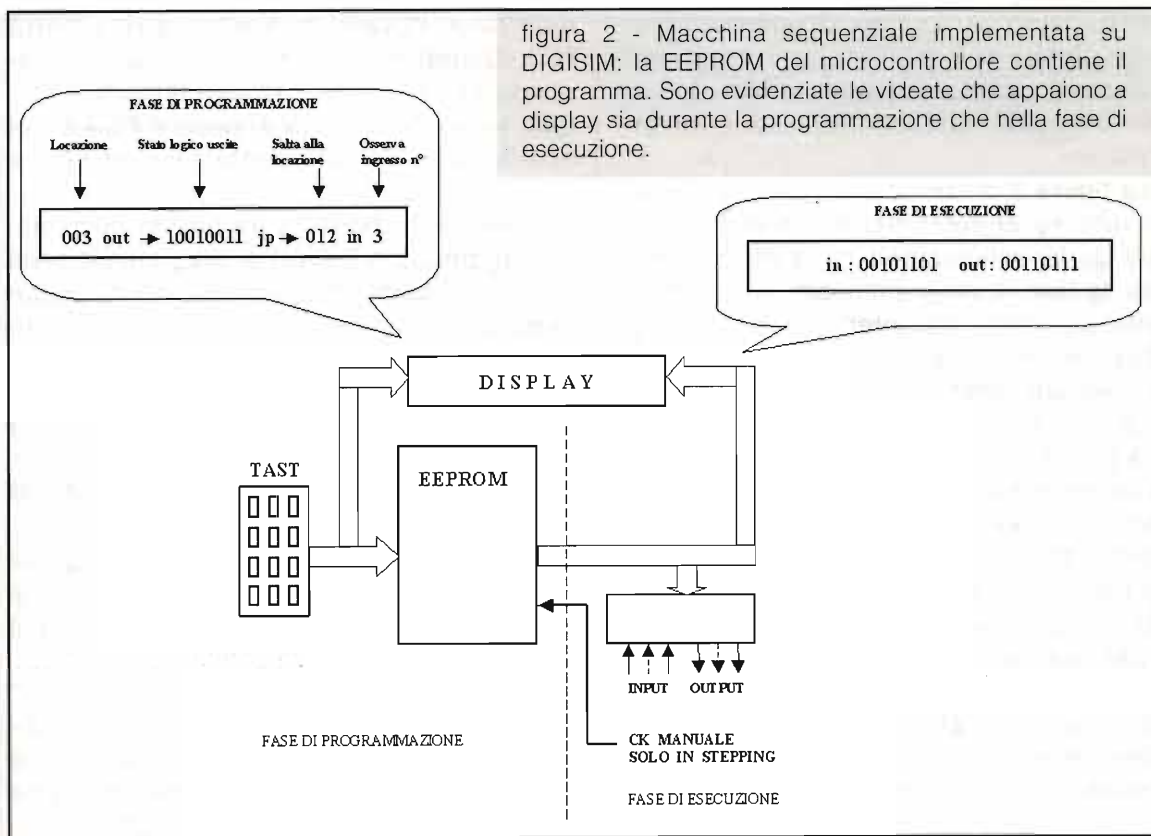 figura 2 - Macchina sequenziale implementata su
DIGISIM: la EEPROM del microcontrollore contiene il
programma. Sono evidenziate le videate che appaiono a
display sia durante la programmazione che nella fase di
esecuzione.
FASE DI PROGRAMMAZIONE
Locazione Stato logico uscite Salta alla locazione Osserva ingresso n°
003 out → 10010011 jp → 012 in 3
FASE DI ESECUZIONE
in : 00101101 out : 00110111
DISPLAY
TAST
EEPROM
INPUT OUTPUT
FASE DI PROGRAMMAZIONE
CK MANUALE
SOLO IN STEPPING
FASE DI ESECUZIONE